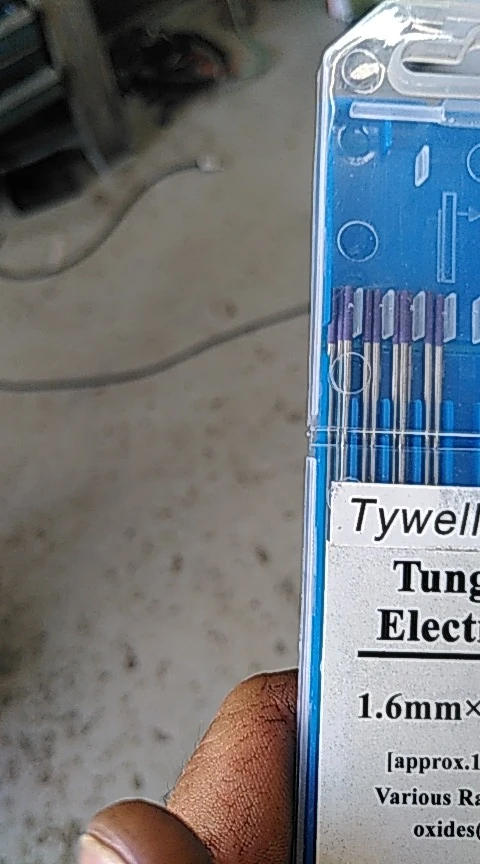 Tywell
Tung
Elect
1.6mm×
[approx.1
Various Ra
oxides(